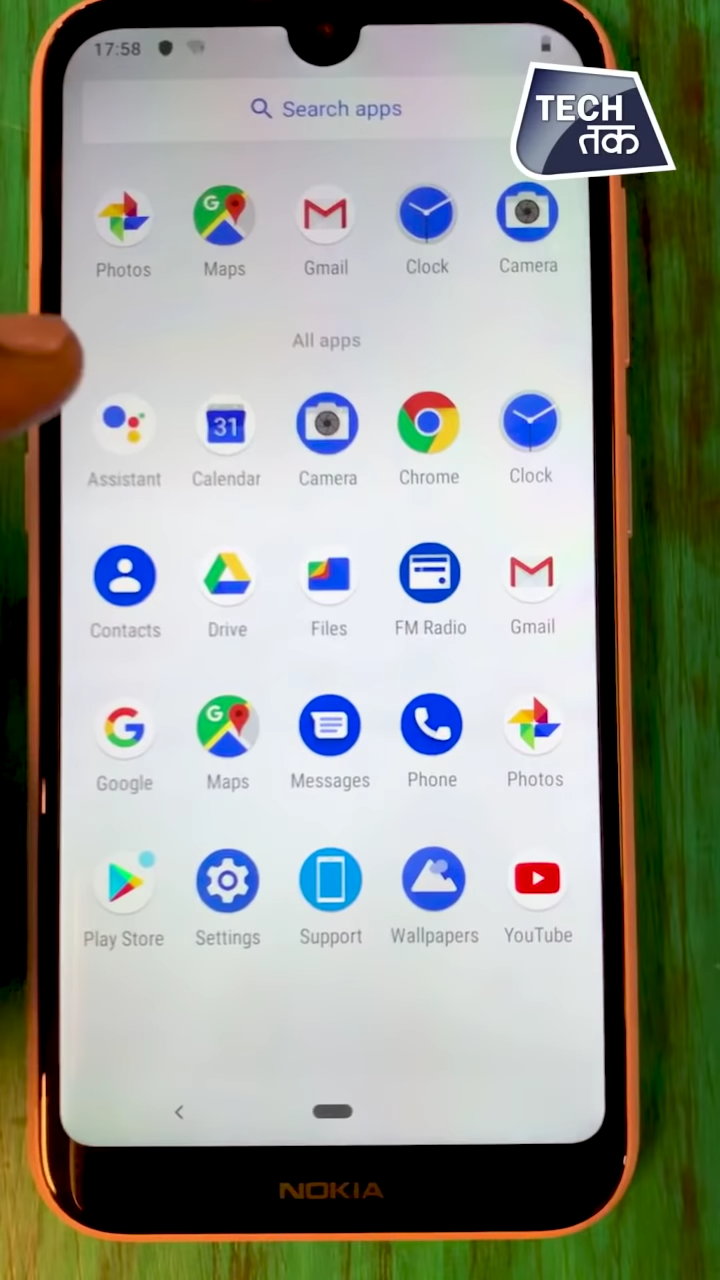 17:58
Search apps
TECH
तक
Photos Maps Gmail Clock Camera
All apps
31
Assistant Calendar Camera Chrome Clock
Contacts Drive Files FM Radio Gmail
Google Maps Messages Phone Photos
Play Store Settings Support Wallpapers YouTube
NOKIA